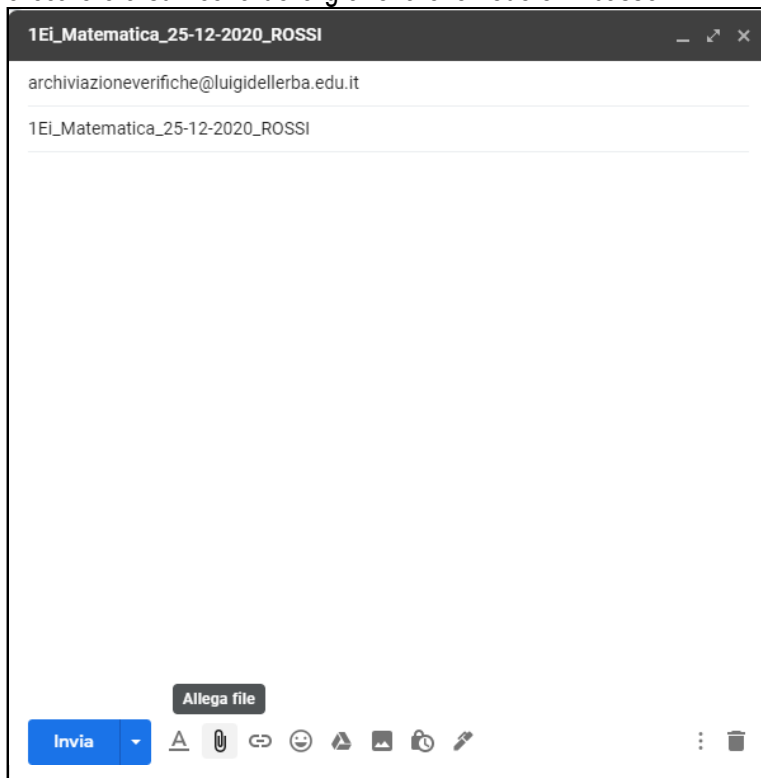 1Ei_Matematica_25-12-2020_ROSSI
archiviazioneverifiche@luigidellerba.edu.it
1Ei_Matematica_25-12-2020_ROSSI
Allega file
Invia